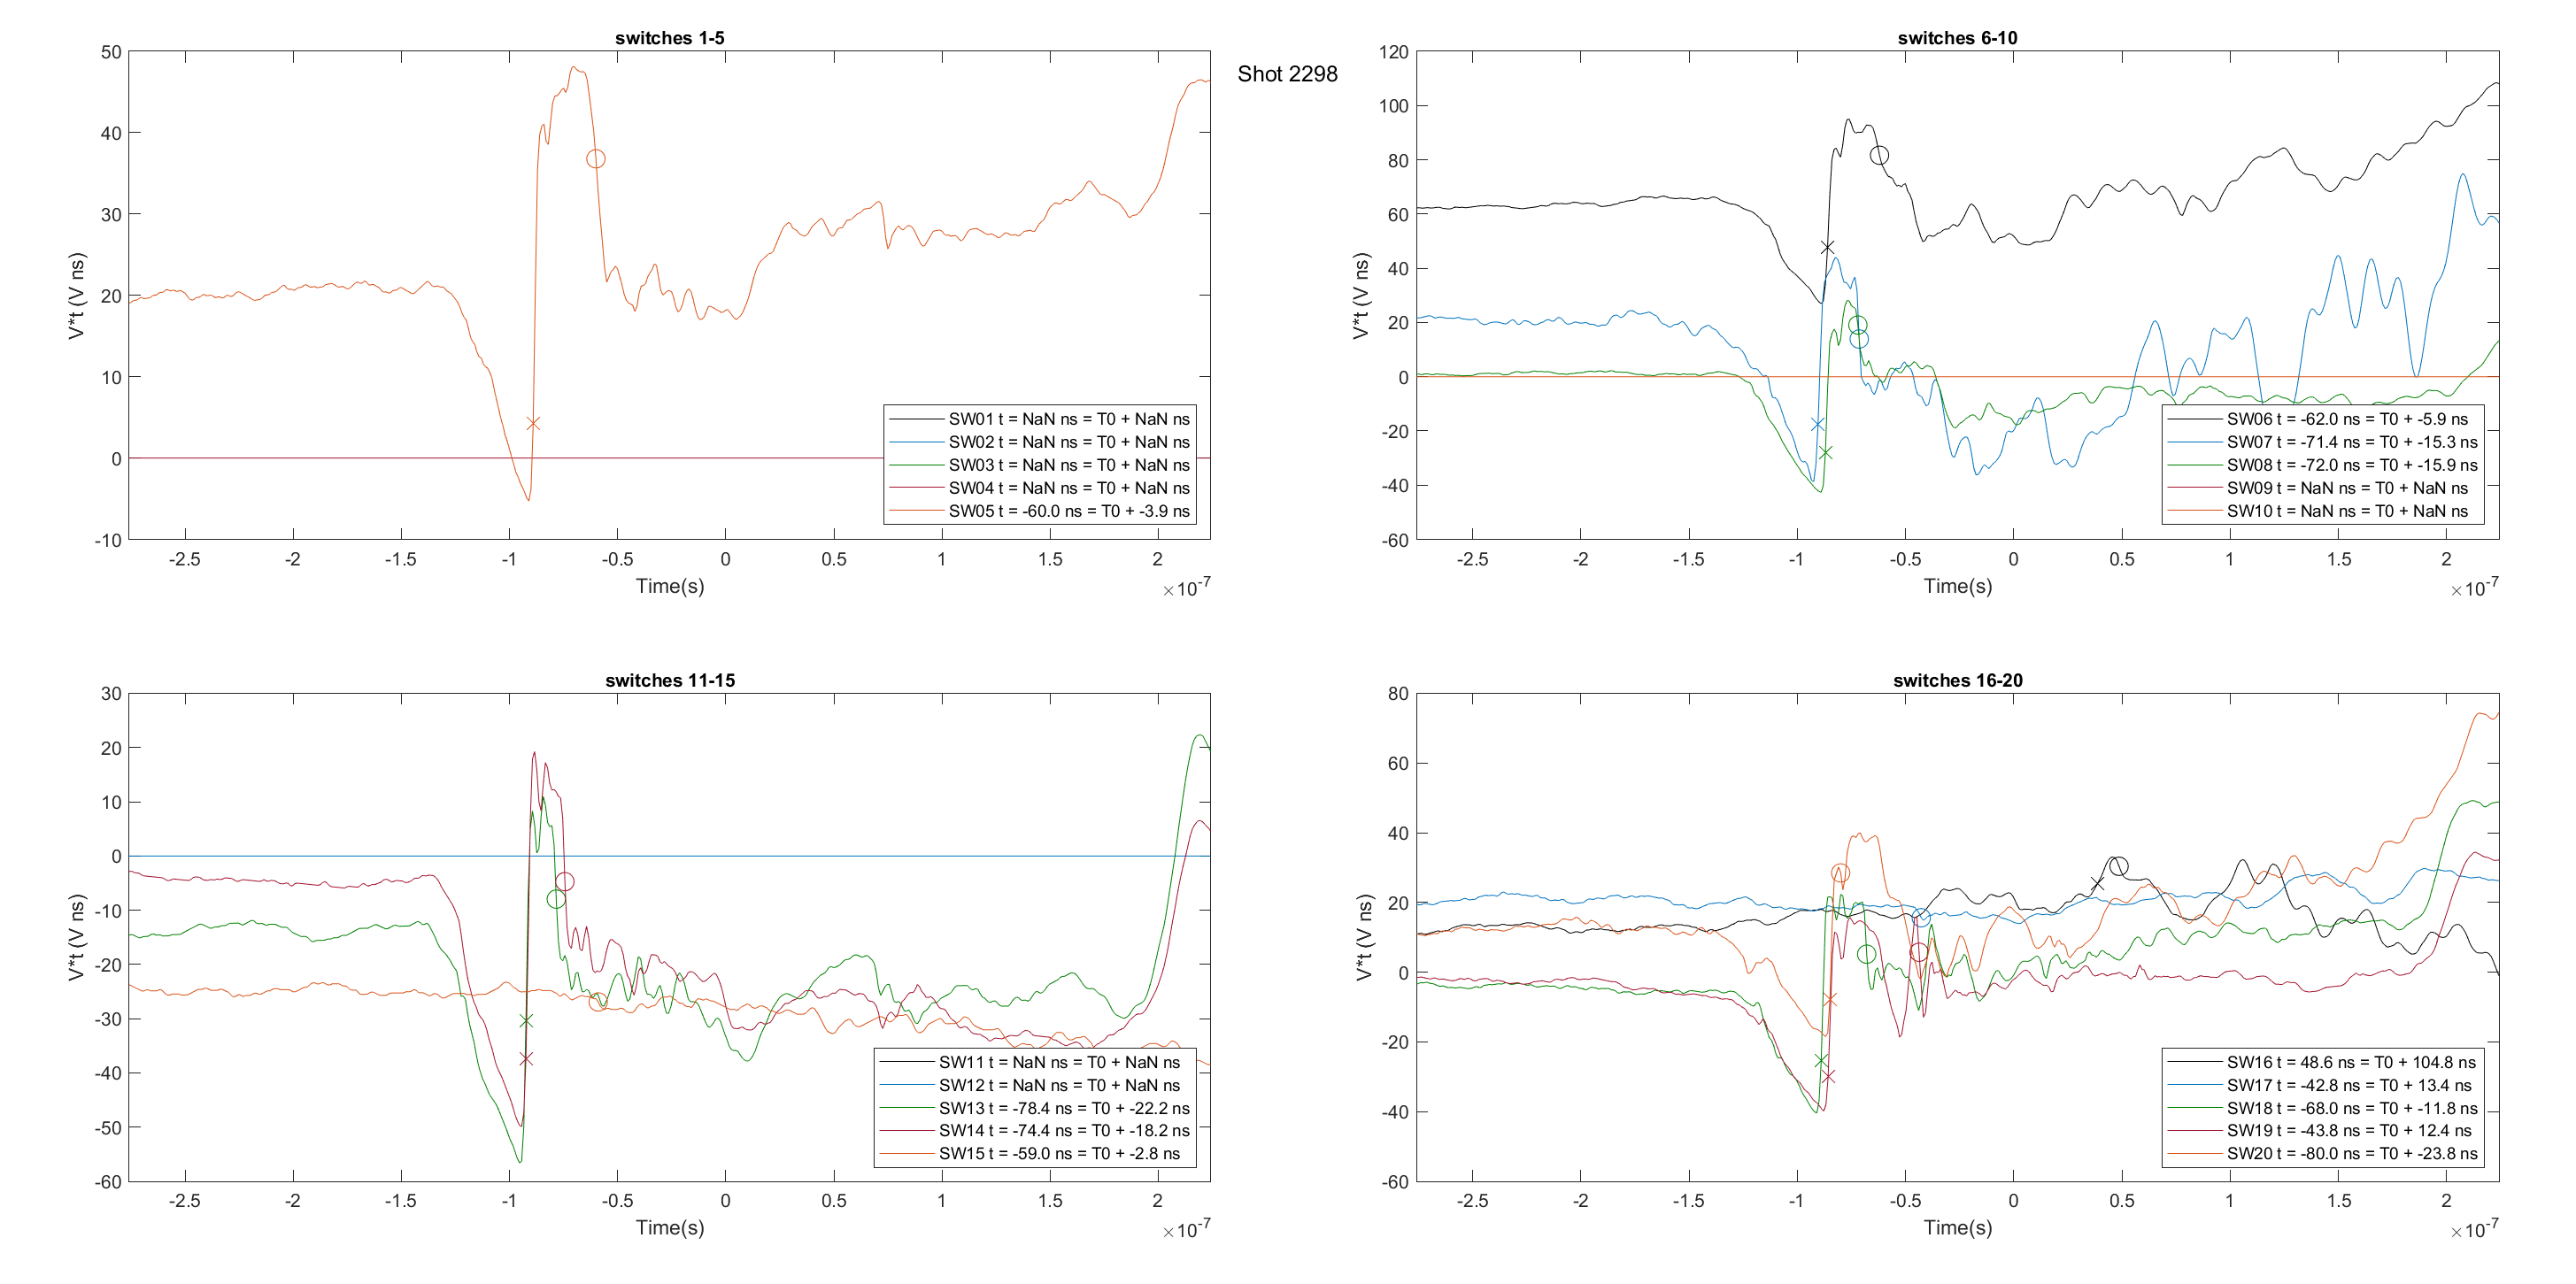 Shot 2298
switches 1-5
50
40
30
20
10
0
-10
V*t (V ns)
-2.5 -2 -1.5 -1 -0.5 0 0.5 1 1.5 2
Time(s)
×10-7
SW01 t = NaN ns = T0 + NaN ns
SW02 t = NaN ns = T0 + NaN ns
SW03 t = NaN ns = T0 + NaN ns
SW04 t = NaN ns = T0 + NaN ns
SW05 t = -60.0 ns = T0 + -3.9 ns
switches 6-10
120
100
80
60
40
20
0
-20
-40
-60
V*t (V ns)
-2.5 -2 -1.5 -1 -0.5 0 0.5 1 1.5 2
Time(s)
×10-7
SW06 t = -62.0 ns = T0 + -5.9 ns
SW07 t = -71.4 ns = T0 + -15.3 ns
SW08 t = -72.0 ns = T0 + -15.9 ns
SW09 t = NaN ns = T0 + NaN ns
SW10 t = NaN ns = T0 + NaN ns
switches 11-15
30
20
10
0
-10
-20
-30
-40
-50
-60
V*t (V ns)
-2.5 -2 -1.5 -1 -0.5 0 0.5 1 1.5 2
Time(s)
×10-7
SW11 t = NaN ns = T0 + NaN ns
SW12 t = NaN ns = T0 + NaN ns
SW13 t = -78.4 ns = T0 + -22.2 ns
SW14 t = -74.4 ns = T0 + -18.2 ns
SW15 t = -59.0 ns = T0 + -2.8 ns
switches 16-20
80
60
40
20
0
-20
-40
-60
V*t (V ns)
-2.5 -2 -1.5 -1 -0.5 0 0.5 1 1.5 2
Time(s)
×10-7
SW16 t = 48.6 ns = T0 + 104.8 ns
SW17 t = -42.8 ns = T0 + 13.4 ns
SW18 t = -68.0 ns = T0 + -11.8 ns
SW19 t = -43.8 ns = T0 + 12.4 ns
SW20 t = -80.0 ns = T0 + -23.8 ns